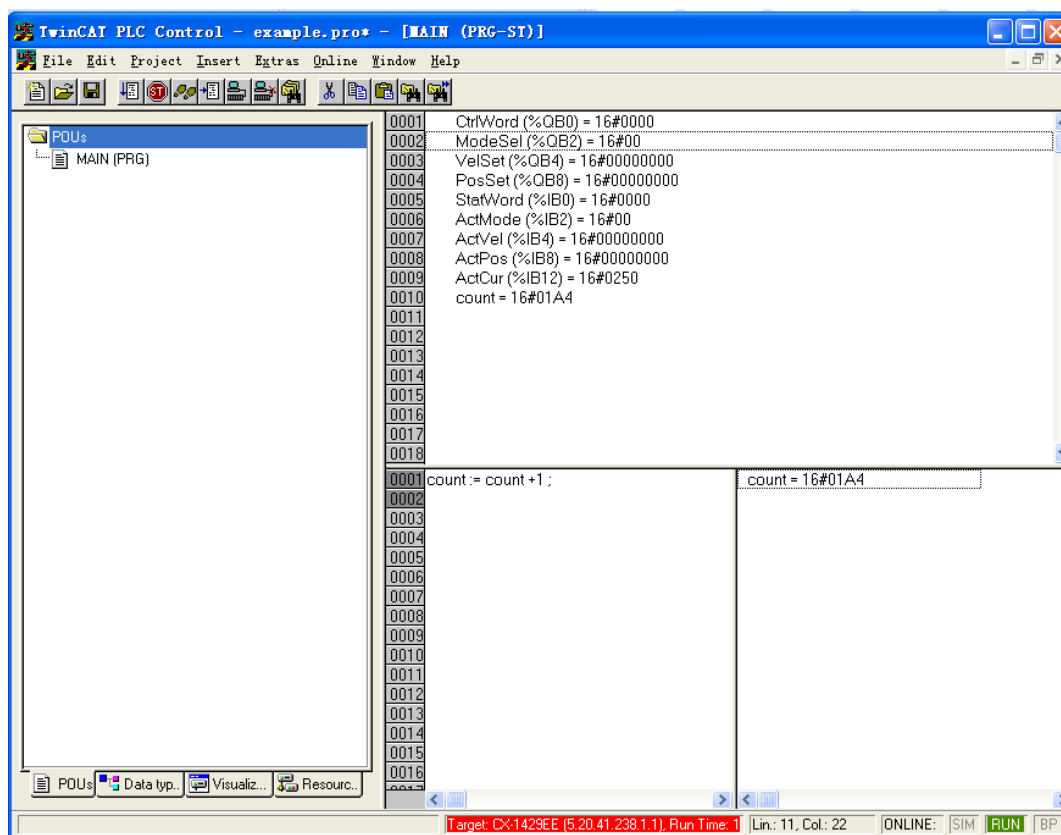 TwinCAT PLC Control - example.pro* - [MAIN (PRG-ST)]
File Edit Project Insert Extras Online Window Help
POUs
MAIN (PRG)
0001 CtrlWord (%QB0) = 16#0000
0002 ModeSel (%QB2) = 16#00
0003 VelSet (%QB4) = 16#00000000
0004 PosSet (%QB8) = 16#00000000
0005 StatWord (%IB0) = 16#0000
0006 ActMode (%IB2) = 16#00
0007 ActVel (%IB4) = 16#00000000
0008 ActPos (%IB8) = 16#00000000
0009 ActCur (%IB12) = 16#0250
0010 count = 16#01A4
0011
0012
0013
0014
0015
0016
0017
0018
0001 count := count +1 ; count = 16#01A4
0002
0003
0004
0005
0006
0007
0008
0009
0010
0011
0012
0013
0014
0015
0016
POUs Data typ.. Visualiz... Resourc..
Target: CX-1429EE (5.20.41.238.1.1), Run Time: 1 Lin.: 11, Col.: 22 ONLINE: SIM RUN BP